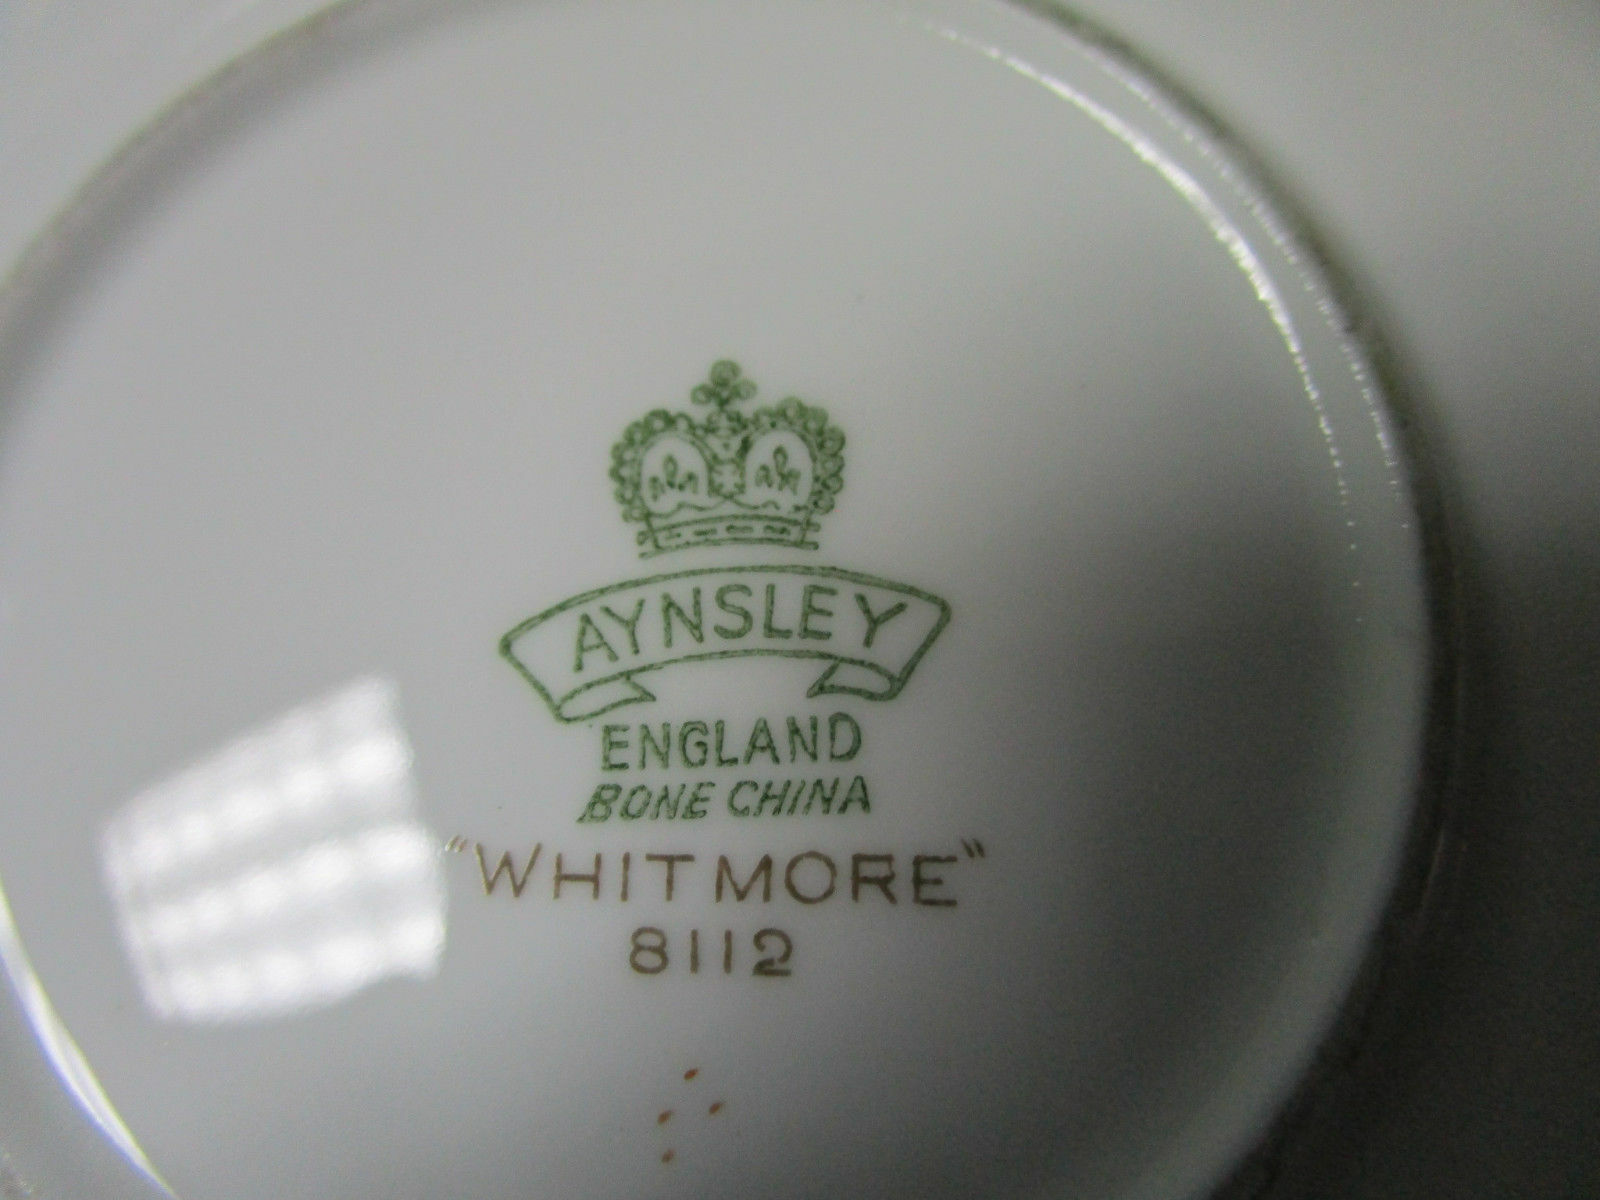 AYNSLEY
ENGLAND
BONE CHINA
"WHITMORE"
8112